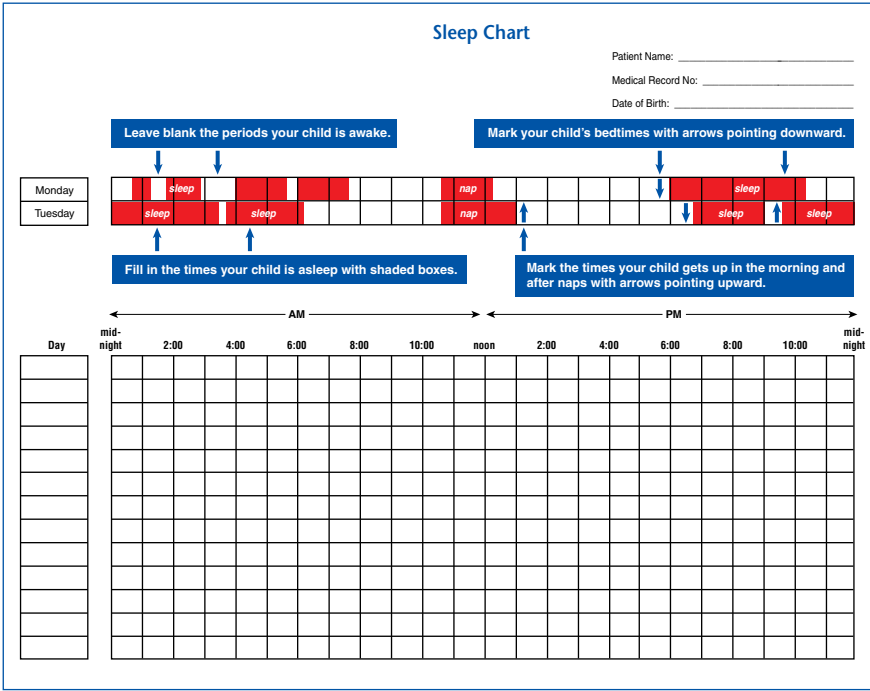 Sleep Chart
Patient Name:
Medical Record No:
Date of Birth:
Leave blank the periods your child is awake.
Mark your child's bedtimes with arrows pointing downward.
Monday
sleep
nap
sleep
Tuesday
sleep
sleep
nap
sleep
sleep
Fill in the times your child is asleep with shaded boxes.
Mark the times your child gets up in the morning and
after naps with arrows pointing upward.
AM
PM
Day
mid-
night
2:00
4:00
6:00
8:00
10:00
noon
2:00
4:00
6:00
8:00
10:00
mid-
night